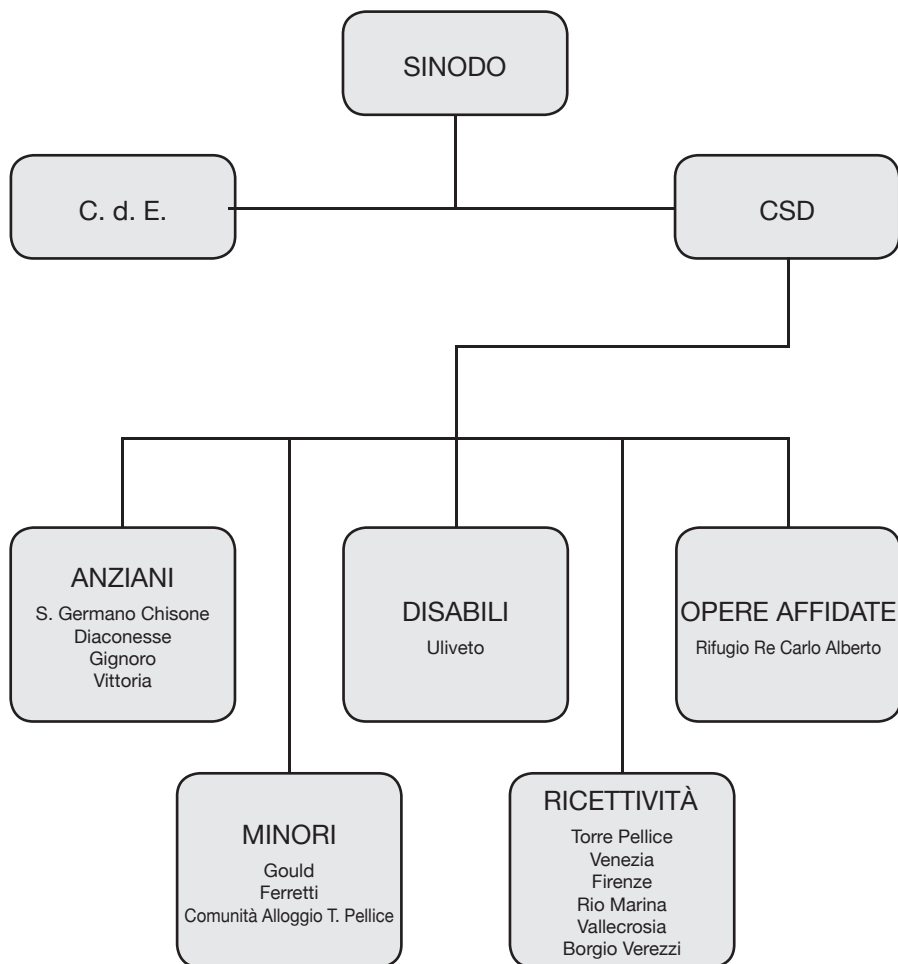 SINODO
C. d. E.
CSD
ANZIANI
S. Germano Chisone
Diaconesse
Gignoro
Vittoria
DISABILI
Uliveto
OPERE AFFIDATE
Rifugio Re Carlo Alberto
MINORI
Gould
Ferretti
Comunità Alloggio T. Pellice
RICETTIVITÀ
Torre Pellice
Venezia
Firenze
Rio Marina
Vallecrosia
Borgio Verezzi